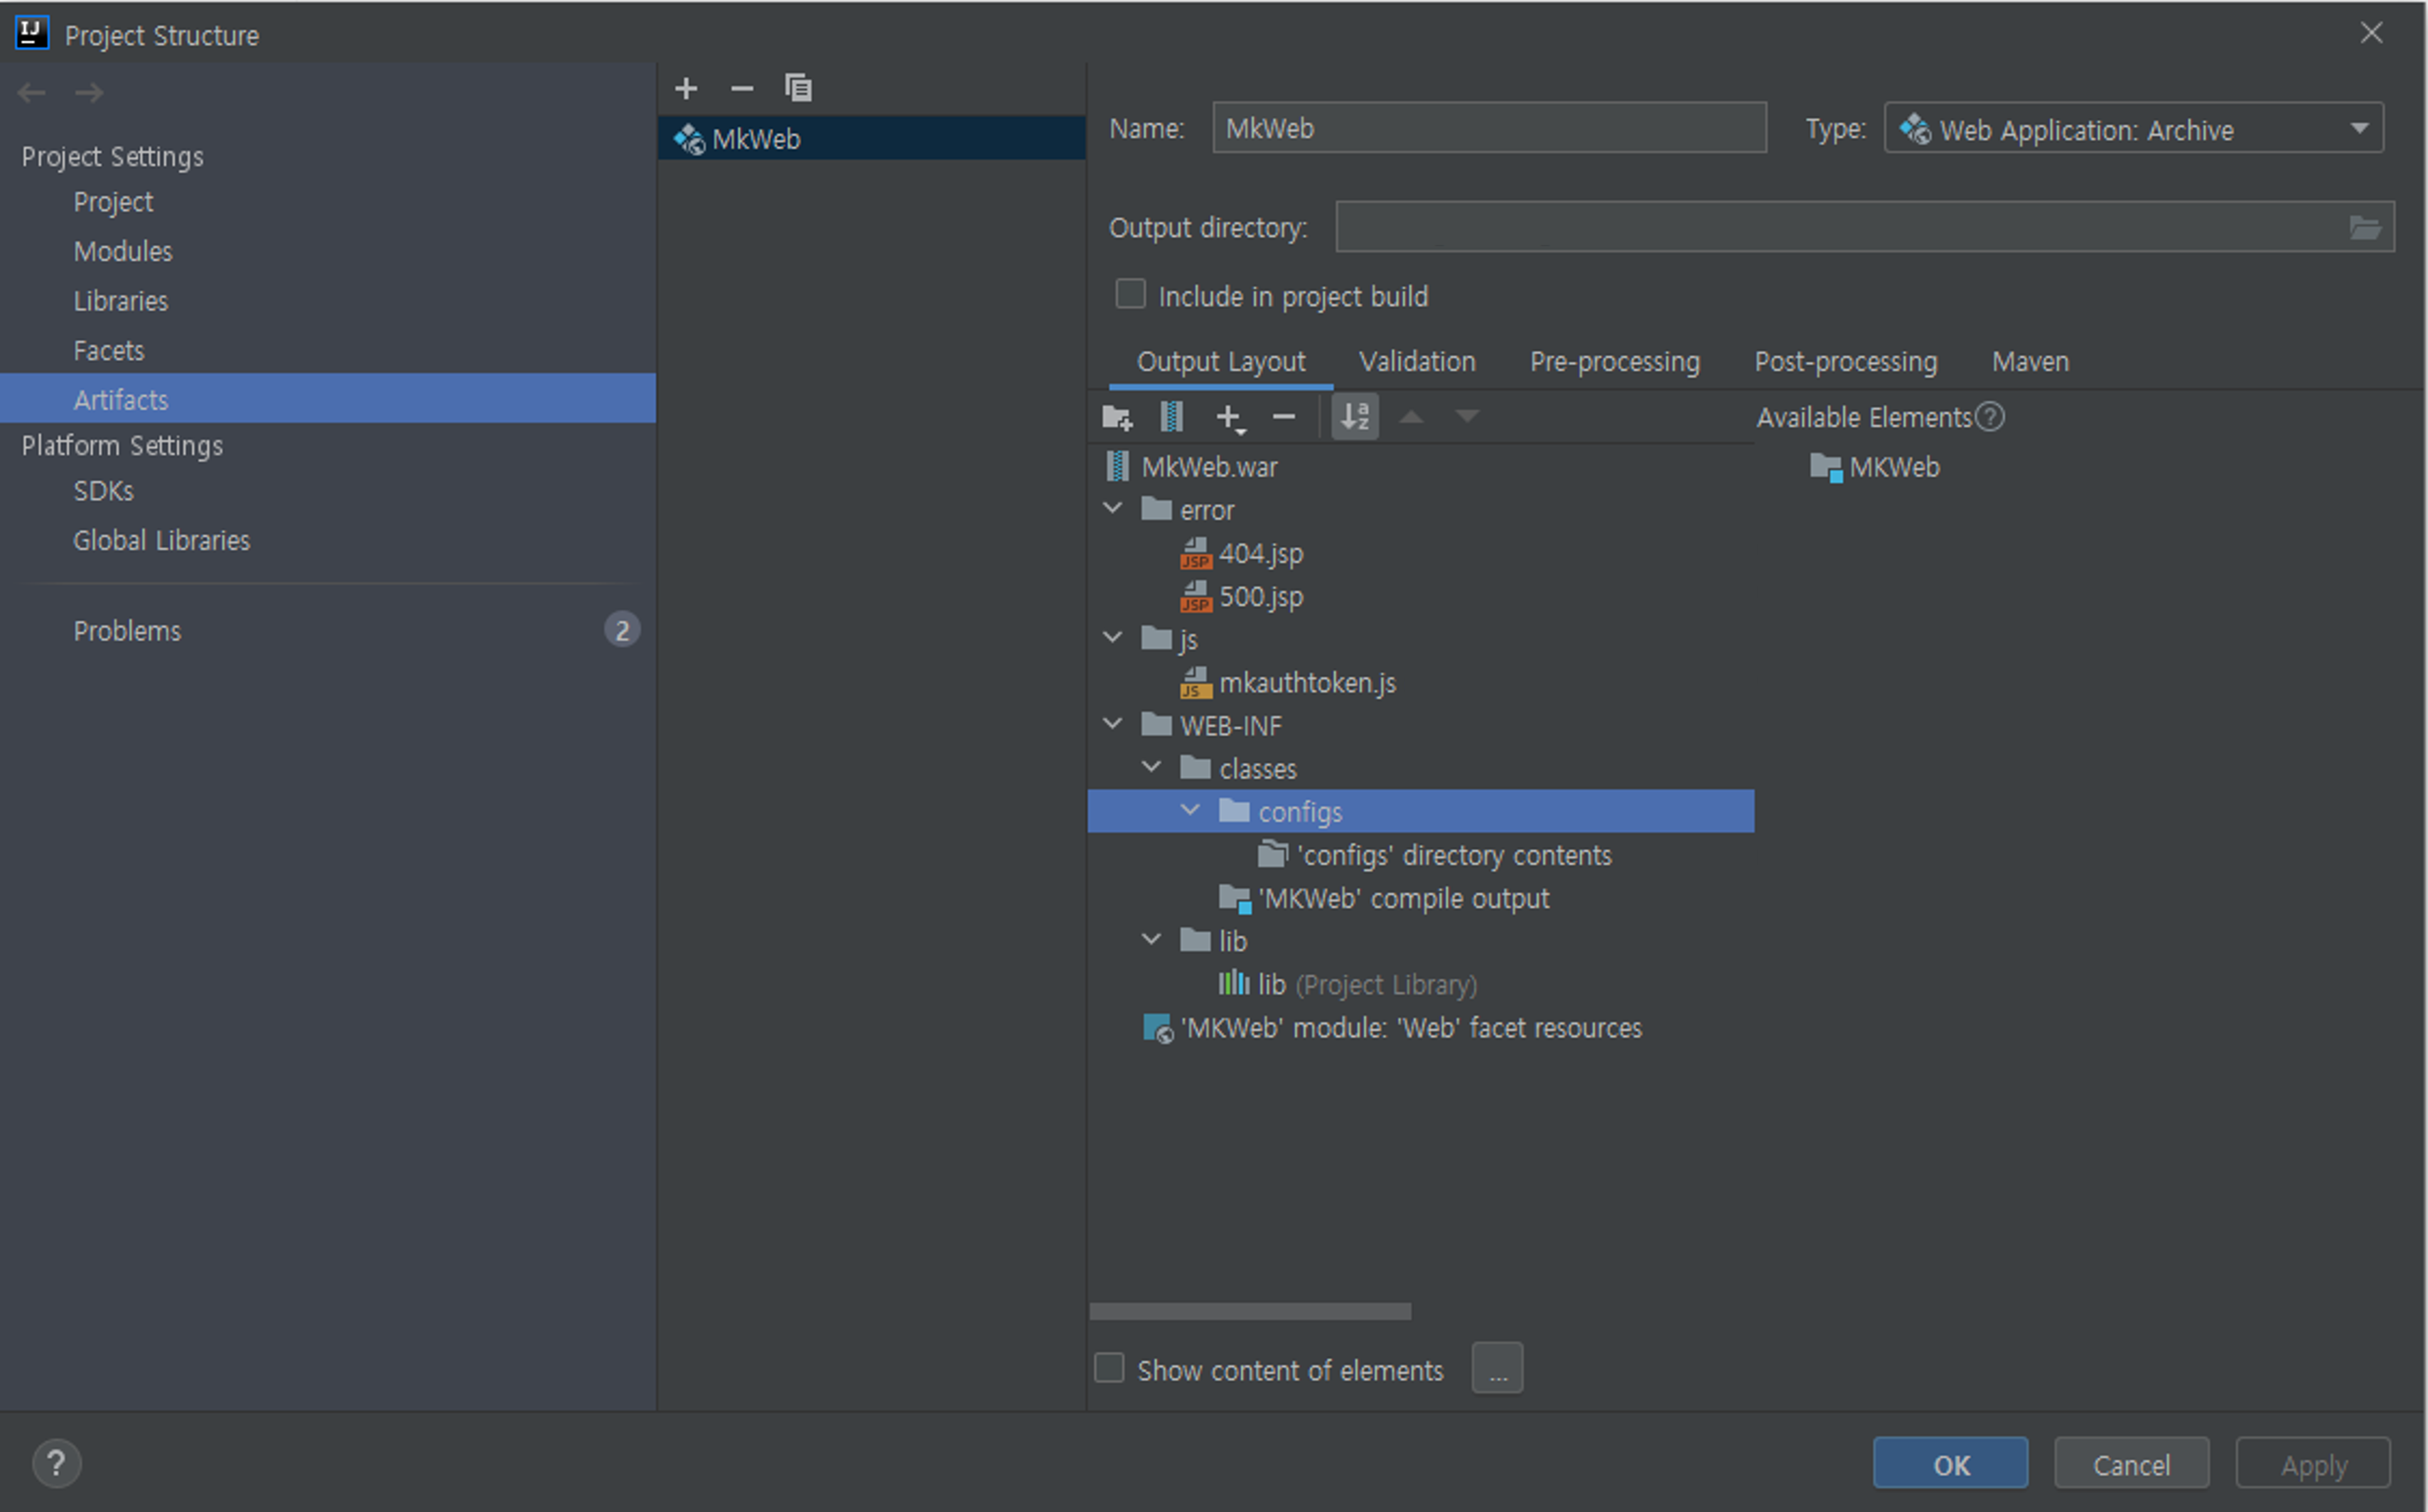 IJ Project Structure
Project Settings
Project
Modules
Libraries
Facets
Artifacts
Platform Settings
SDKs
Global Libraries
Problems 2
MkWeb
Name: MkWeb Type: Web Application: Archive
Output directory:
Include in project build
Output Layout Validation Pre-processing Post-processing Maven
Available Elements ?
MkWeb.war
MKWeb
error
JSP 404.jsp
JSP 500.jsp
js
JS mkauthtoken.js
WEB-INF
classes
configs
'configs' directory contents
'MKWeb' compile output
lib
lib (Project Library)
'MKWeb' module: 'Web' facet resources
Show content of elements ...
? OK Cancel Apply